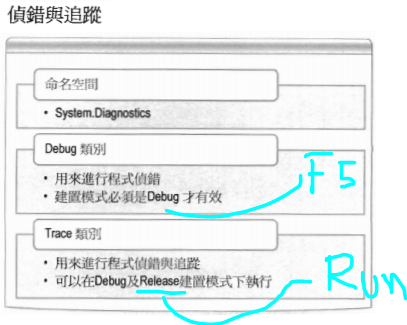 偵錯與追蹤
命名空間
• System.Diagnostics
Debug 類別
• 用來進行程式偵錯
• 建置模式必須是Debug 才有效
F5
Trace 類別
• 用來進行程式偵錯與追蹤
• 可以在Debug及Release建置模式下執行
Run